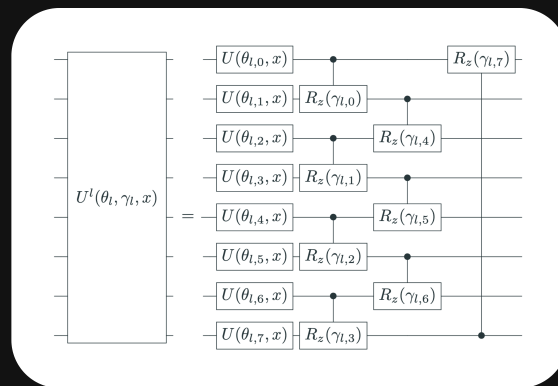 U(θ_{l,0}, x) R_z(γ_{l,7})
U(θ_{l,1}, x) R_z(γ_{l,0})
U(θ_{l,2}, x) R_z(γ_{l,4})
U(θ_{l,3}, x) R_z(γ_{l,1})
U^l(θ_l, γ_l, x) = U(θ_{l,4}, x) R_z(γ_{l,5})
U(θ_{l,5}, x) R_z(γ_{l,2})
U(θ_{l,6}, x) R_z(γ_{l,6})
U(θ_{l,7}, x) R_z(γ_{l,3})